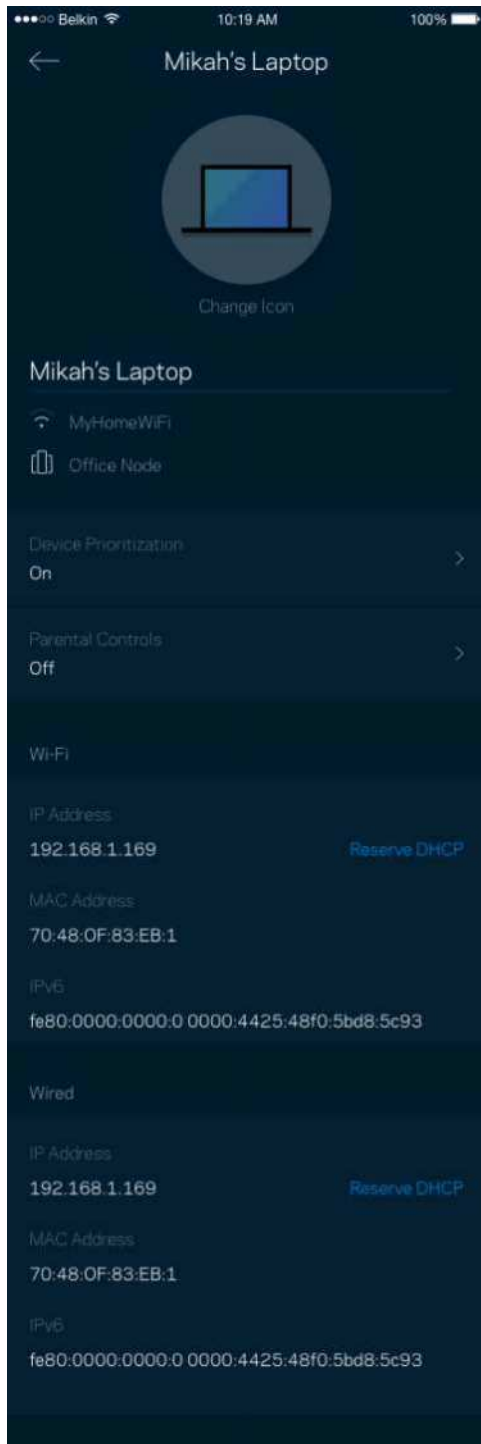 Belkin 10:19 AM 100%
Mikah's Laptop
Change Icon
Mikah's Laptop
MyHomeWiFi
Office Node
Device Prioritization
On
Parental Controls
Off
Wi-Fi
IP Address
192.168.1.169 Reserve DHCP
MAC Address
70:48:0F:83:EB:1
IPv6
fe80:0000:0000:0 0000:4425:48f0:5bd8:5c93
Wired
IP Address
192.168.1.169 Reserve DHCP
MAC Address
70:48:0F:83:EB:1
IPv6
fe80:0000:0000:0 0000:4425:48f0:5bd8:5c93